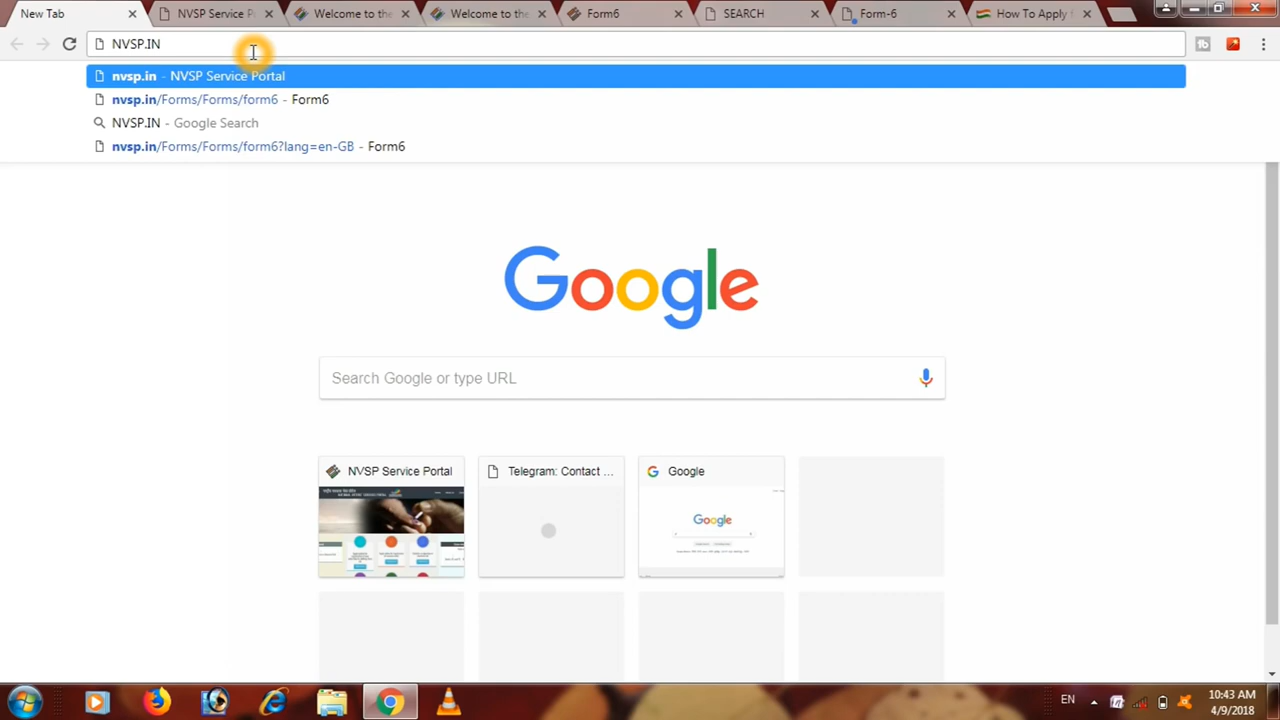 New Tab
NVSP Service P
Welcome to the
Welcome to the
Form6
SEARCH
Form-6
How To Apply
NVSP.IN
nvsp.in - NVSP Service Portal
nvsp.in/Forms/Forms/form6 - Form6
NVSP.IN - Google Search
nvsp.in/Forms/Forms/form6?lang=en-GB - Form6
Google
Search Google or type URL
NVSP Service Portal
Telegram: Contact ...
Google
Google
EN
10:43 AM
4/9/2018